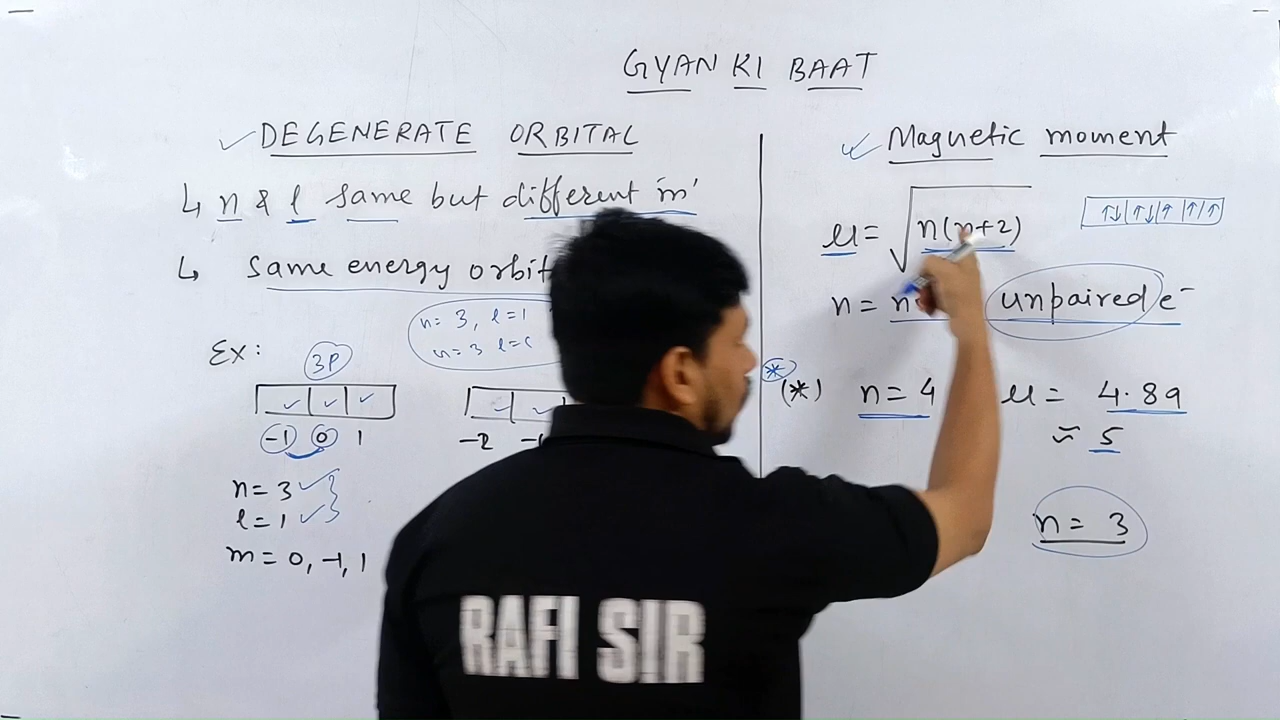 GYAN KI BAAT
✓ DEGENERATE ORBITAL
↳ n & l same but different 'm'
↳ same energy
n = 3, l = 1
n = 3 l =
Ex:
3P
-1 0 1
-2
n = 3
l = 1
m = 0, -1, 1
✓ Magnetic moment
μ = √n(n+2)
↑↓ ↑↓ ↑ ↑ ↑
n = unpaired e⁻
(*) n = 4 μ = 4.89
≈ 5
n = 3
RAFI SIR